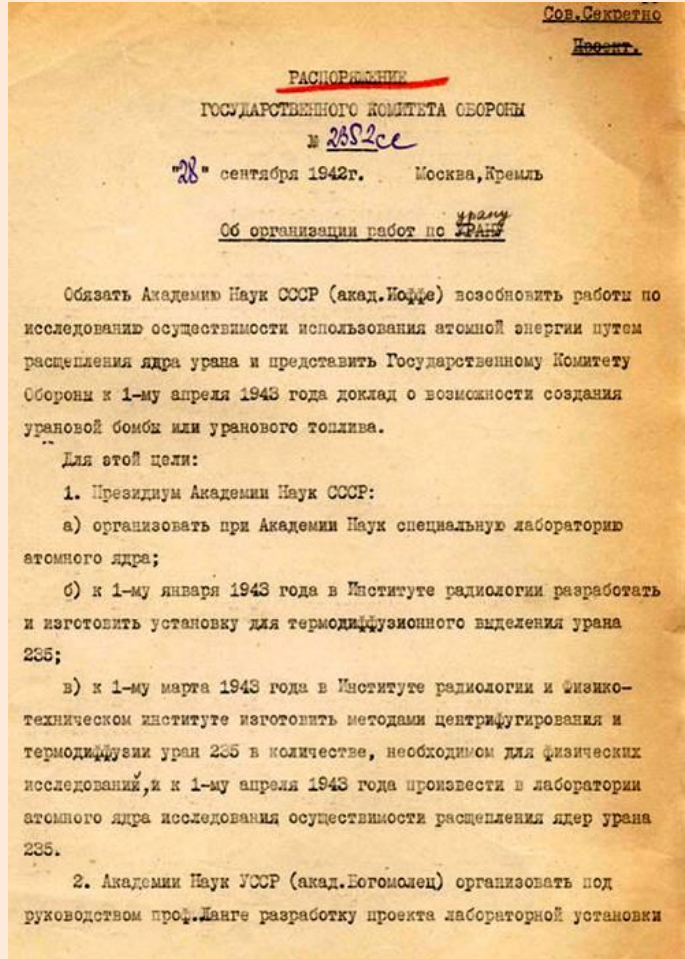 Сов.Секретно
Проект.
РАСПОРЯЖЕНИЕ
ГОСУДАРСТВЕННОГО КОМИТЕТА ОБОРОНЫ
№ 2352сс
"28" сентября 1942г. Москва,Кремль
урану
Об организации работ по УРАНУ
Обязать Академию Наук СССР (акад.Иоффе) возобновить работы по
исследованию осуществимости использования атомной энергии путем
расщепления ядра урана и представить Государственному Комитету
Обороны к 1-му апреля 1943 года доклад о возможности создания
урановой бомбы или уранового топлива.
Для этой цели:
1. Президиум Академии Наук СССР:
а) организовать при Академии Наук специальную лабораторию
атомного ядра;
б) к 1-му января 1943 года в Институте радиологии разработать
и изготовить установку для термодиффузионного выделения урана
235;
в) к 1-му марта 1943 года в Институте радиологии и Физико-
техническом институте изготовить методами центрифугирования и
термодиффузии уран 235 в количестве, необходимом для физических
исследований,и к 1-му апреля 1943 года произвести в лаборатории
атомного ядра исследования осуществимости расщепления ядер урана
235.
2. Академии Наук УССР (акад.Богомолец) организовать под
руководством проф.Ланге разработку проекта лабораторной установки